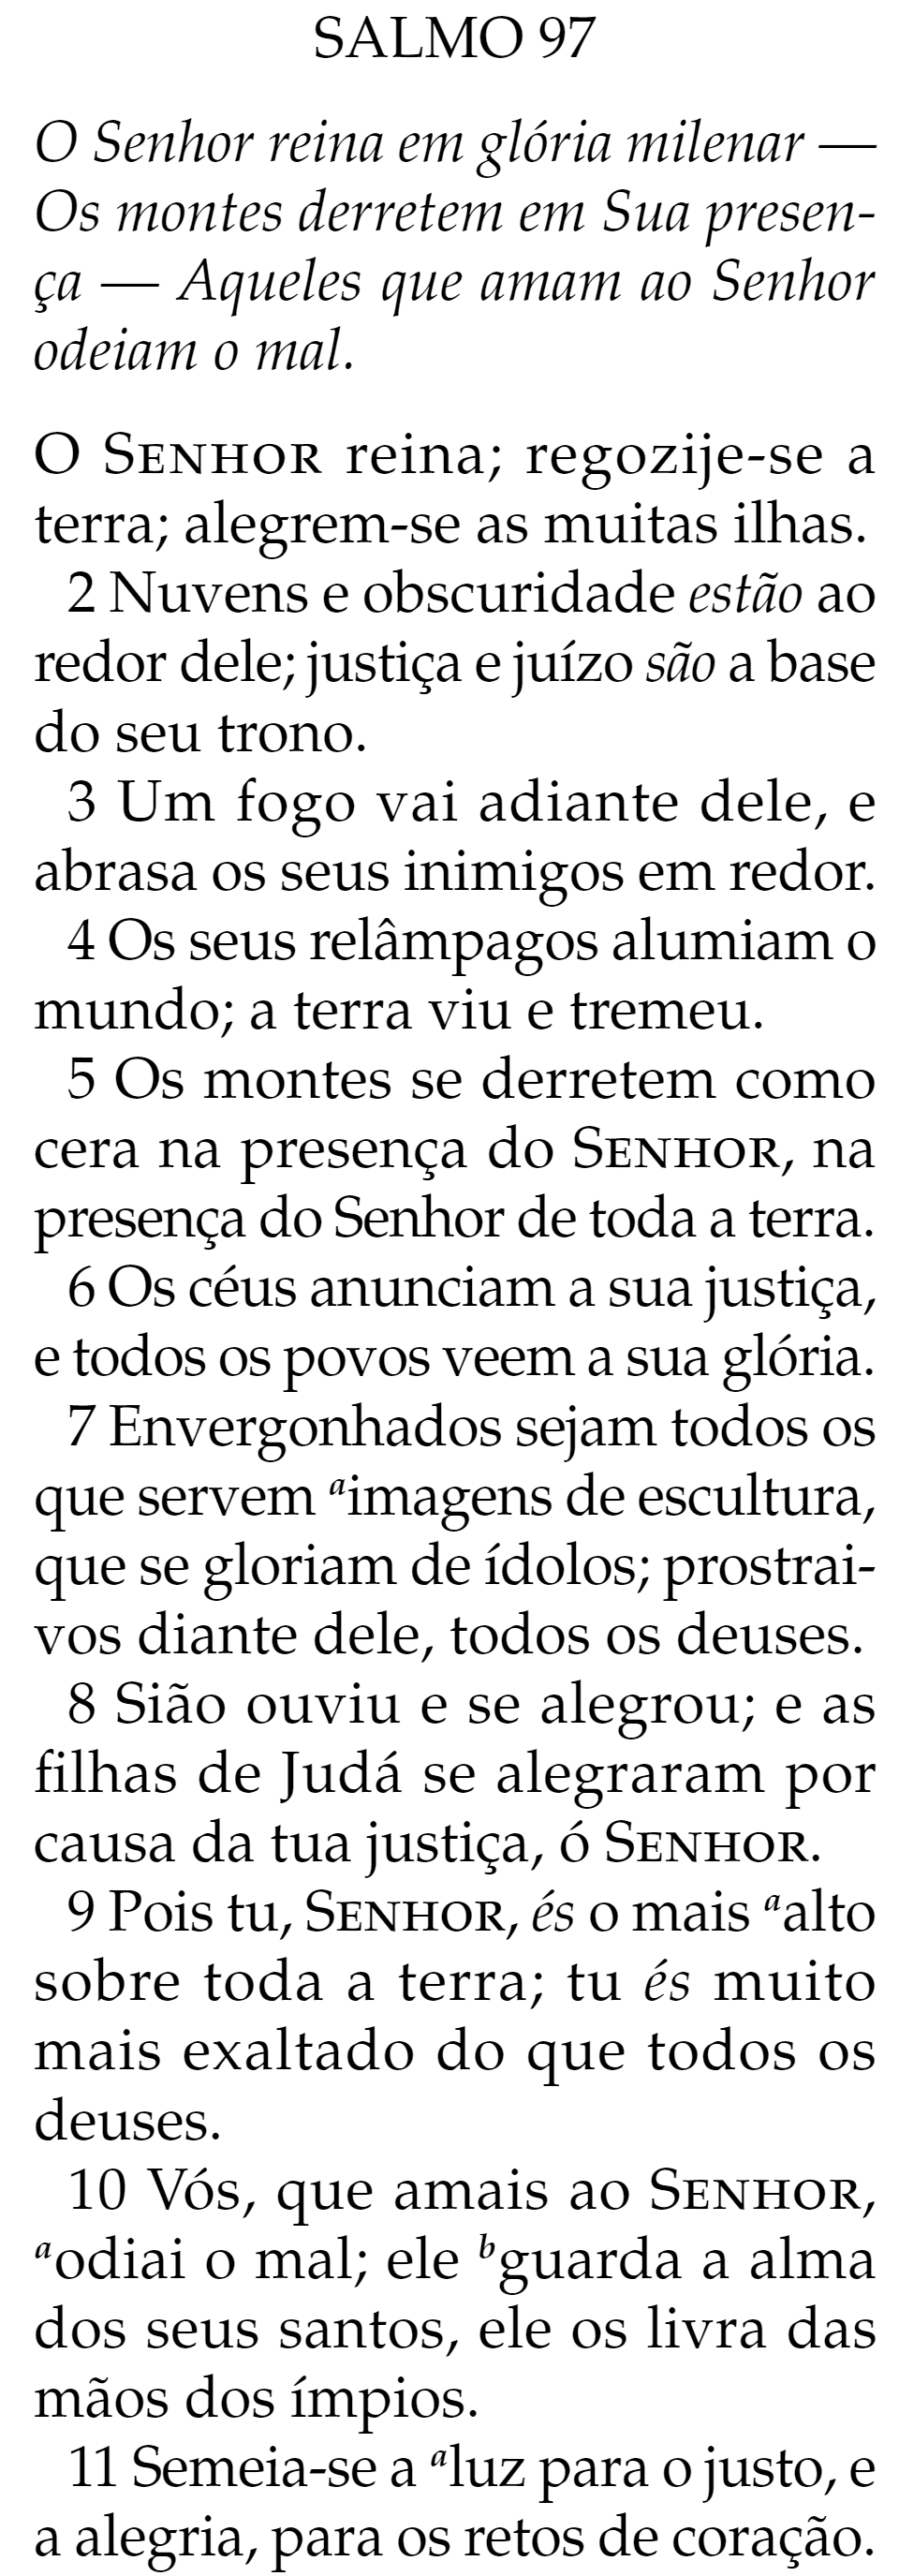 SALMO 97
O Senhor reina em glória milenar —
Os montes derretem em Sua presen-
ça — Aqueles que amam ao Senhor
odeiam o mal.
O SENHOR reina; regozije-se a
terra; alegrem-se as muitas ilhas.
2 Nuvens e obscuridade estão ao
redor dele; justiça e juízo são a base
do seu trono.
3 Um fogo vai adiante dele, e
abrasa os seus inimigos em redor.
4 Os seus relâmpagos alumiam o
mundo; a terra viu e tremeu.
5 Os montes se derretem como
cera na presença do SENHOR, na
presença do Senhor de toda a terra.
6 Os céus anunciam a sua justiça,
e todos os povos veem a sua glória.
7 Envergonhados sejam todos os
que servem aimagens de escultura,
que se gloriam de ídolos; prostrai-
vos diante dele, todos os deuses.
8 Sião ouviu e se alegrou; e as
filhas de Judá se alegraram por
causa da tua justiça, ó SENHOR.
9 Pois tu, SENHOR, és o mais aalto
sobre toda a terra; tu és muito
mais exaltado do que todos os
deuses.
10 Vós, que amais ao SENHOR,
aodiai o mal; ele bguarda a alma
dos seus santos, ele os livra das
mãos dos ímpios.
11 Semeia-se a aluz para o justo, e
a alegria, para os retos de coração.